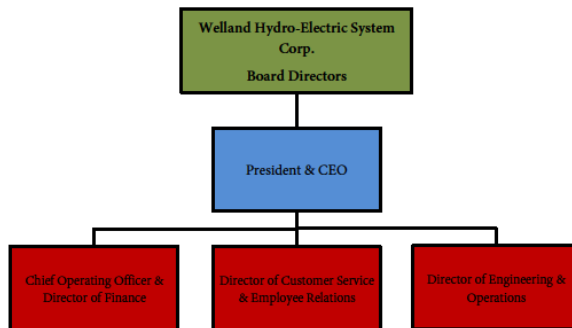 Welland Hydro-Electric System
Corp.
Board Directors
President & CEO
Chief Operating Officer &
Director of Finance
Director of Customer Service
& Employee Relations
Director of Engineering &
Operations